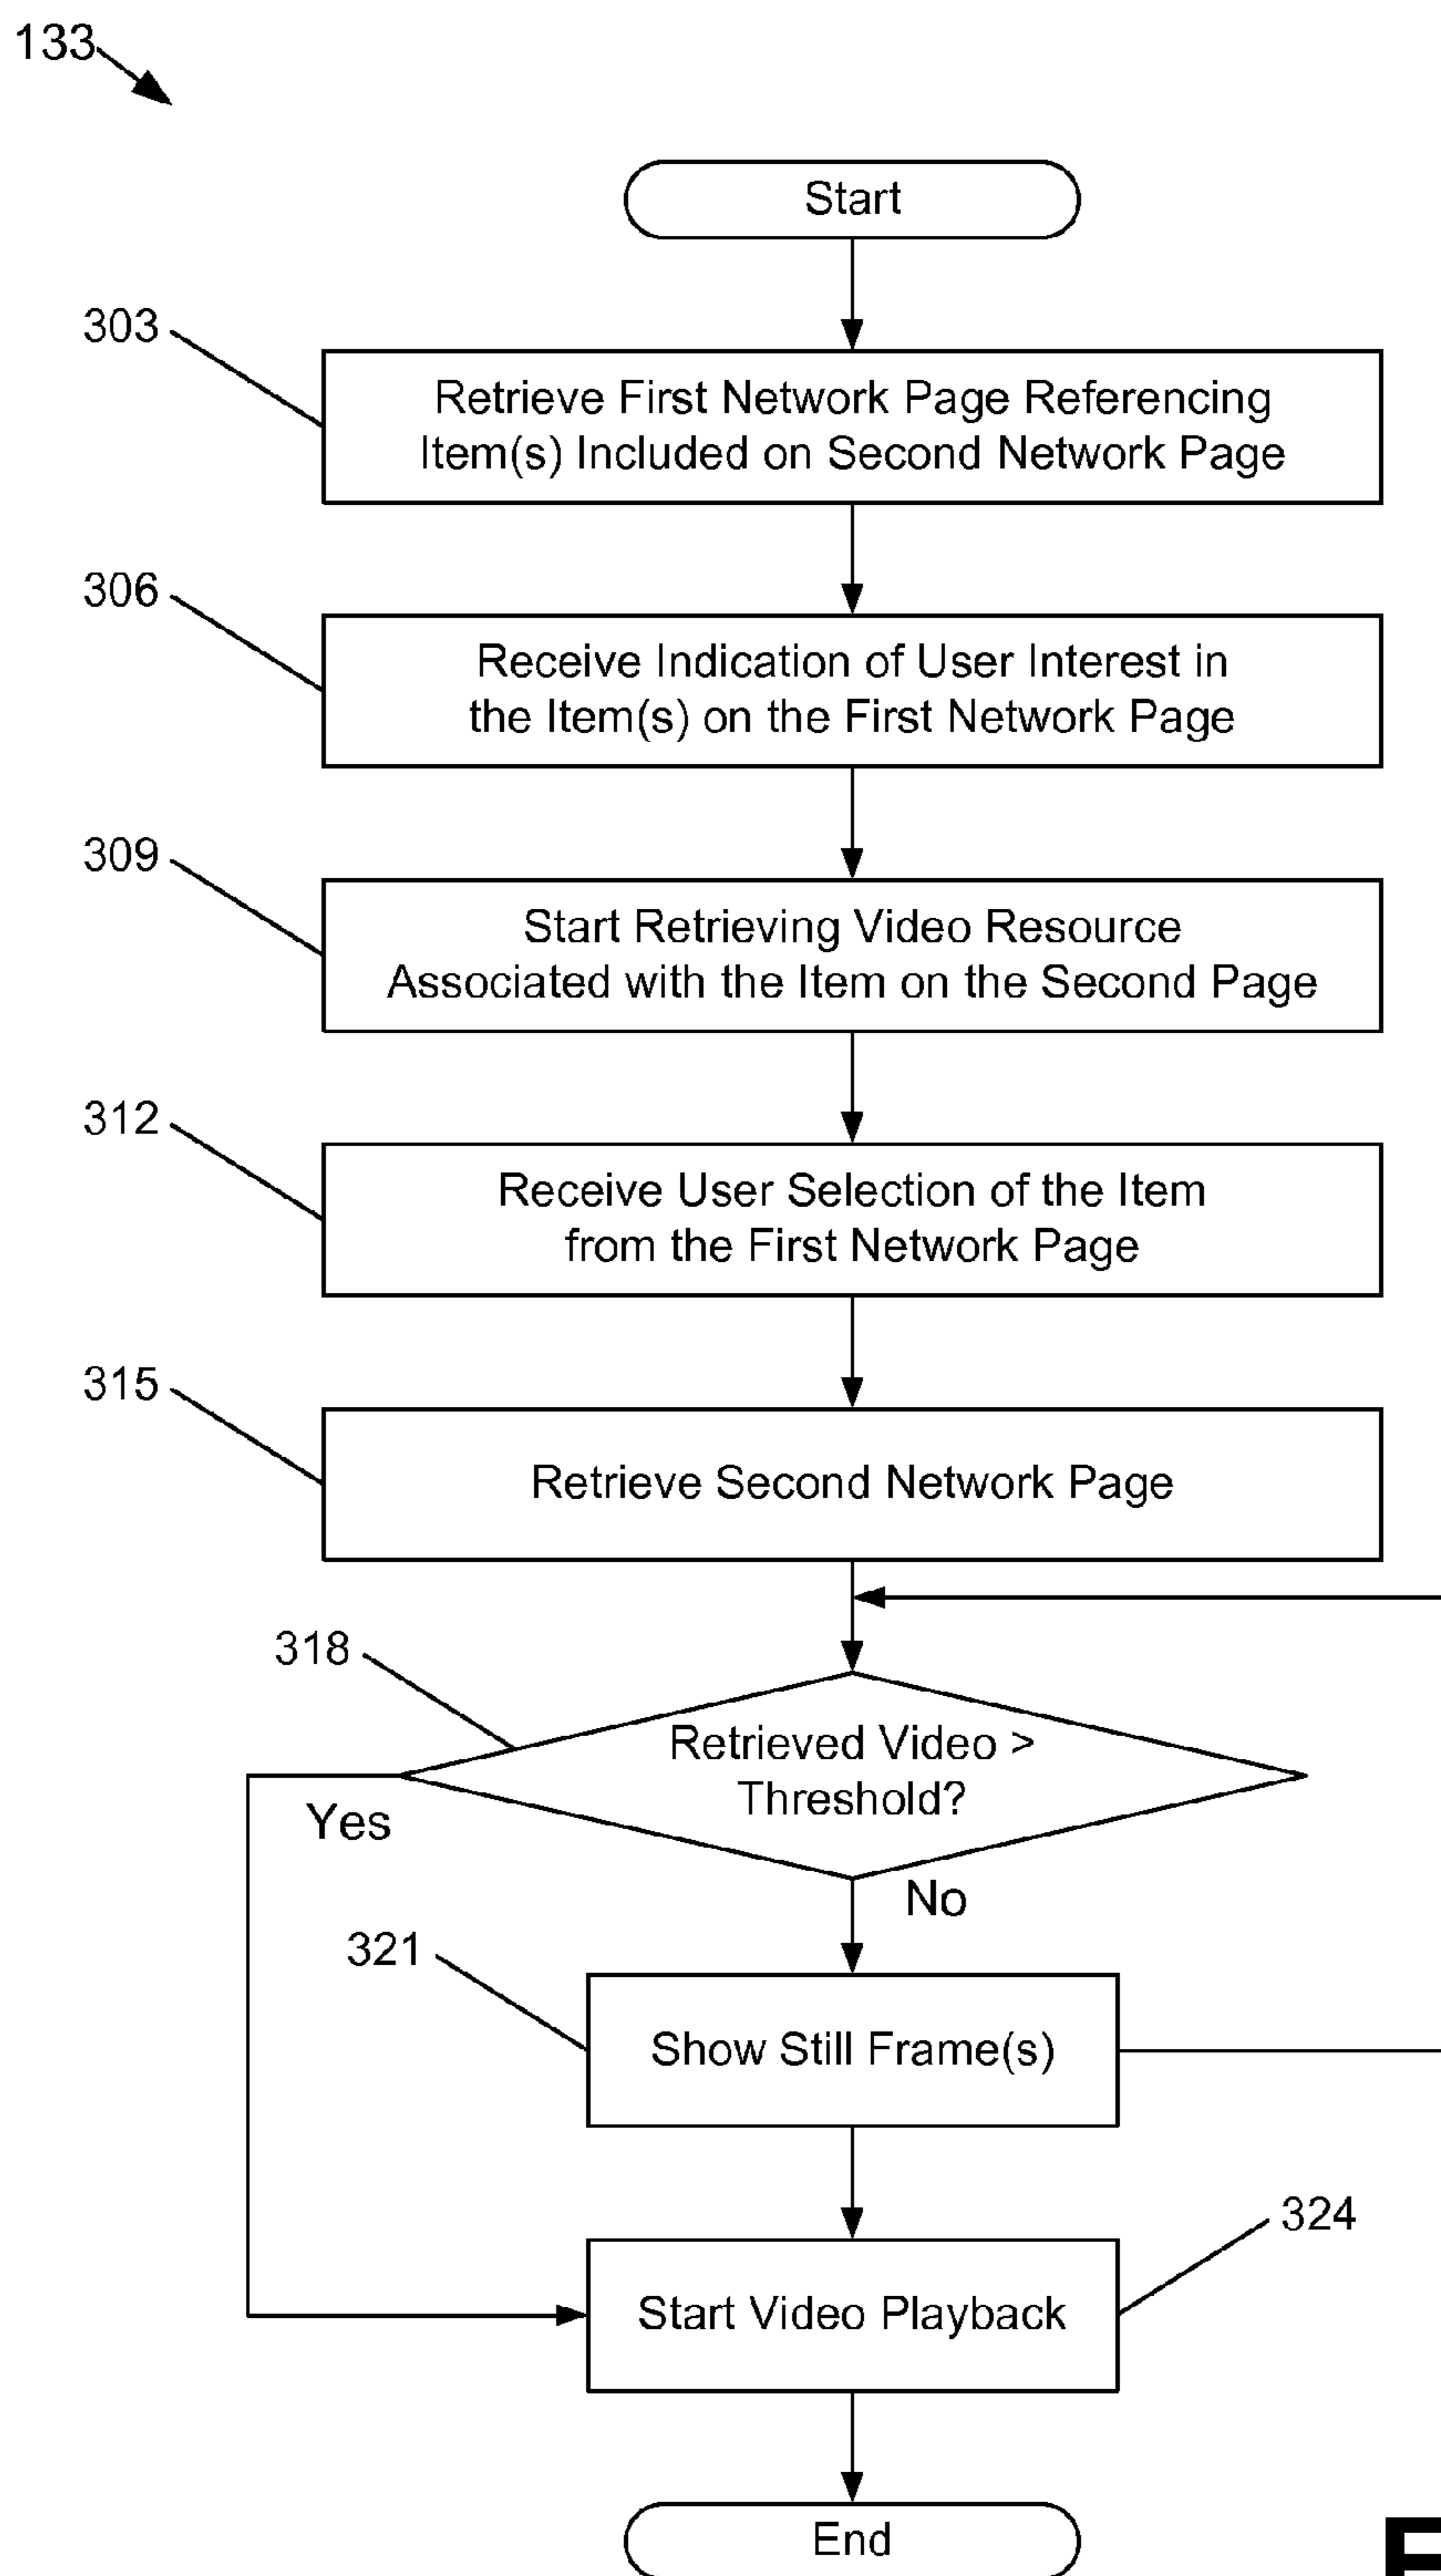 133
Start
303
Retrieve First Network Page Referencing
Item(s) Included on Second Network Page
306
Receive Indication of User Interest in
the Item(s) on the First Network Page
309
Start Retrieving Video Resource
Associated with the Item on the Second Page
312
Receive User Selection of the Item
from the First Network Page
315
Retrieve Second Network Page
318
Retrieved Video >
Threshold?
Yes
No
321
Show Still Frame(s)
324
Start Video Playback
End